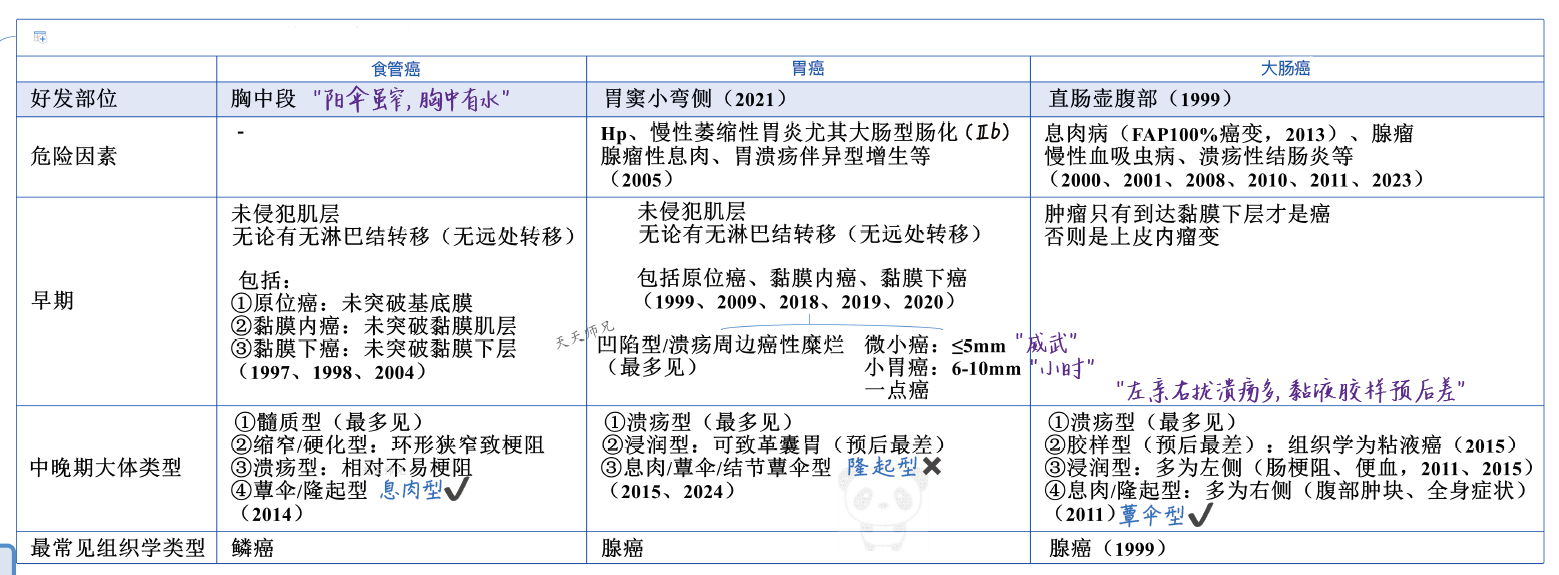 食管癌 胃癌 大肠癌
好发部位 胸中段 "阳伞虽窄, 胸中有水" 胃窦小弯侧（2021） 直肠壶腹部（1999）
危险因素
-
Hp、慢性萎缩性胃炎尤其大肠型肠化（Ⅱb）
腺瘤性息肉、胃溃疡伴异型增生等
（2005）
息肉病（FAP100%癌变，2013）、腺瘤
慢性血吸虫病、溃疡性结肠炎等
（2000、2001、2008、2010、2011、2023）
早期
未侵犯肌层
无论有无淋巴结转移（无远处转移）
包括：
①原位癌：未突破基底膜
②黏膜内癌：未突破黏膜肌层
③黏膜下癌：未突破黏膜下层
（1997、1998、2004）
未侵犯肌层
无论有无淋巴结转移（无远处转移）
包括原位癌、黏膜内癌、黏膜下癌
（1999、2009、2018、2019、2020）
天天师兄
凹陷型/溃疡周边癌性糜烂
（最多见）
微小癌：≤5mm "威武"
小胃癌：6-10mm "小时"
一点癌
肿瘤只有到达黏膜下层才是癌
否则是上皮内瘤变
"左亲右拢溃疡多, 黏液胶样预后差"
中晚期大体类型
①髓质型（最多见）
②缩窄/硬化型：环形狭窄致梗阻
③溃疡型：相对不易梗阻
④蕈伞/隆起型 息肉型✔
（2014）
①溃疡型（最多见）
②浸润型：可致革囊胃（预后最差）
③息肉/蕈伞/结节蕈伞型 隆起型✖
（2015、2024）
①溃疡型（最多见）
②胶样型（预后最差）：组织学为粘液癌（2015）
③浸润型：多为左侧（肠梗阻、便血，2011、2015）
④息肉/隆起型：多为右侧（腹部肿块、全身症状）
（2011）蕈伞型✔
最常见组织学类型 鳞癌 腺癌 腺癌（1999）